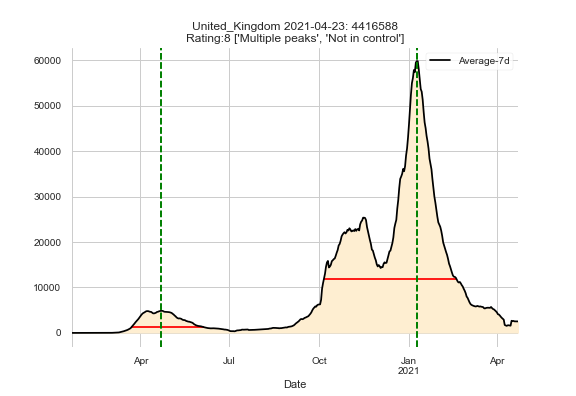 United_Kingdom 2021-04-23: 4416588
Rating:8 ['Multiple peaks', 'Not in control']
Average-7d
60000
50000
40000
30000
20000
10000
0
Apr Jul Oct Jan Apr
2021
Date